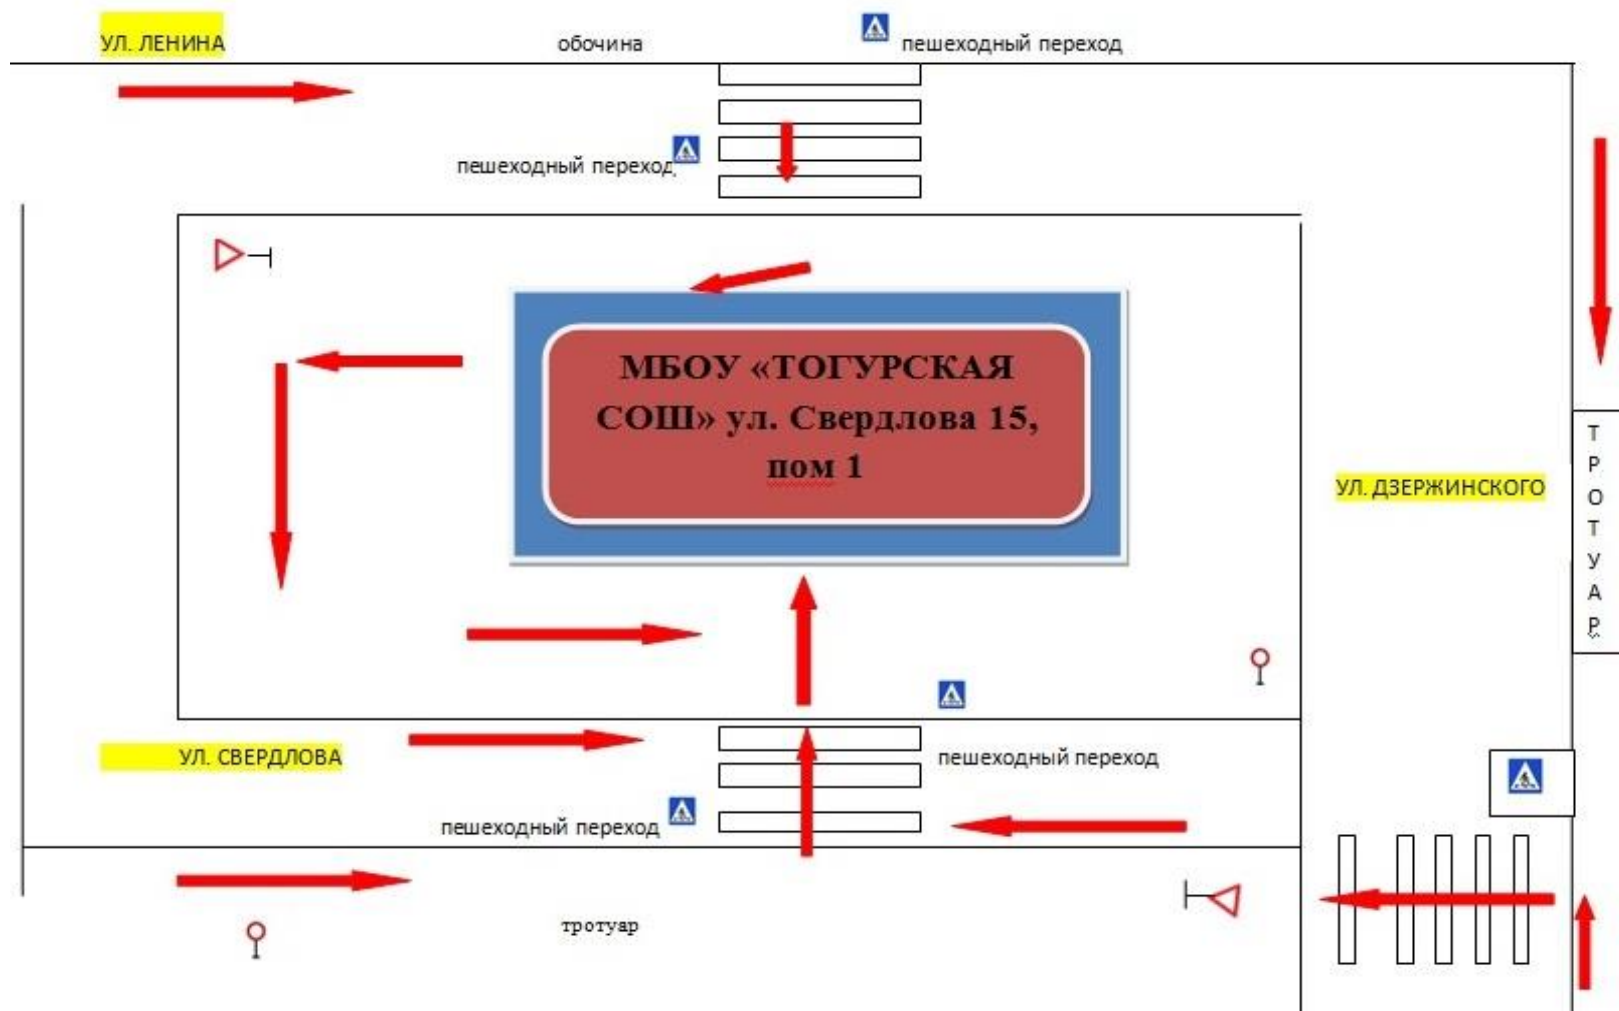 УЛ. ЛЕНИНА
обочина
пешеходный переход
пешеходный переход
МБОУ «ТОГУРСКАЯ
СОШ» ул. Свердлова 15,
пом 1
УЛ. ДЗЕРЖИНСКОГО
ТРОТУАР
УЛ. СВЕРДЛОВА
пешеходный переход
пешеходный переход
тротуар